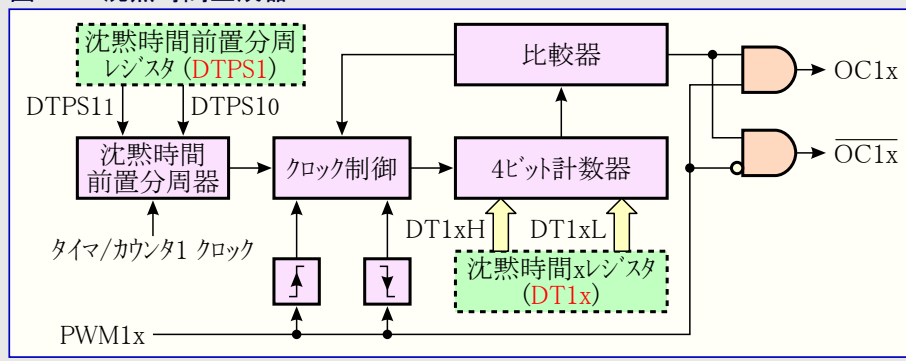 沈黙時間前置分周
レジスタ (DTPS1)
比較器
OC1x
DTPS11
DTPS10
沈黙時間
前置分周器
クロック制御
4ビット計数器
OC1x
タイマ/カウンタ1 クロック
DT1xH
DT1xL
沈黙時間xレジスタ
(DT1x)
PWM1x